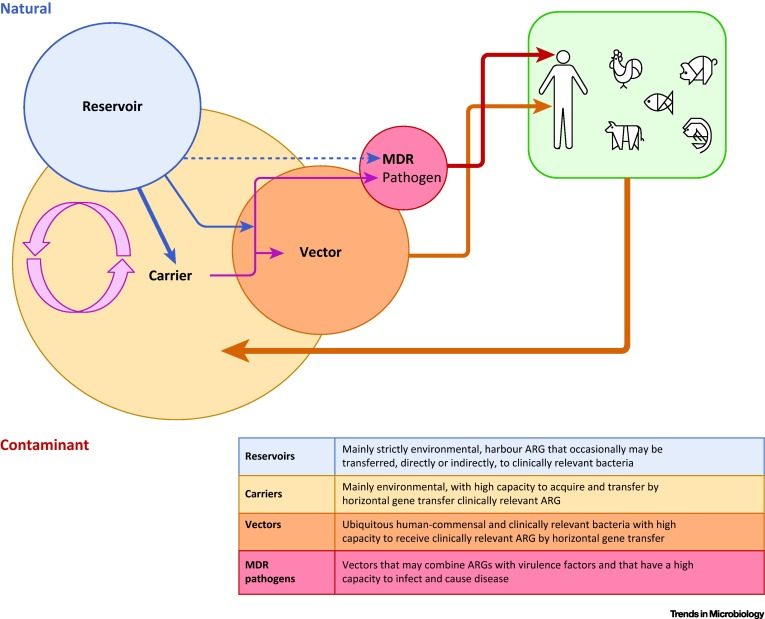 Natural
Reservoir
MDR
Pathogen
Vector
Carrier
Contaminant
Reservoirs
Mainly strictly environmental, harbour ARG that occasionally may be
transferred, directly or indirectly, to clinically relevant bacteria
Carriers
Mainly environmental, with high capacity to acquire and transfer by
horizontal gene transfer clinically relevant ARG
Vectors
Ubiquitous human-commensal and clinically relevant bacteria with high
capacity to receive clinically relevant ARG by horizontal gene transfer
MDR
pathogens
Vectors that may combine ARGs with virulence factors and that have a high
capacity to infect and cause disease
Trends in Microbiology